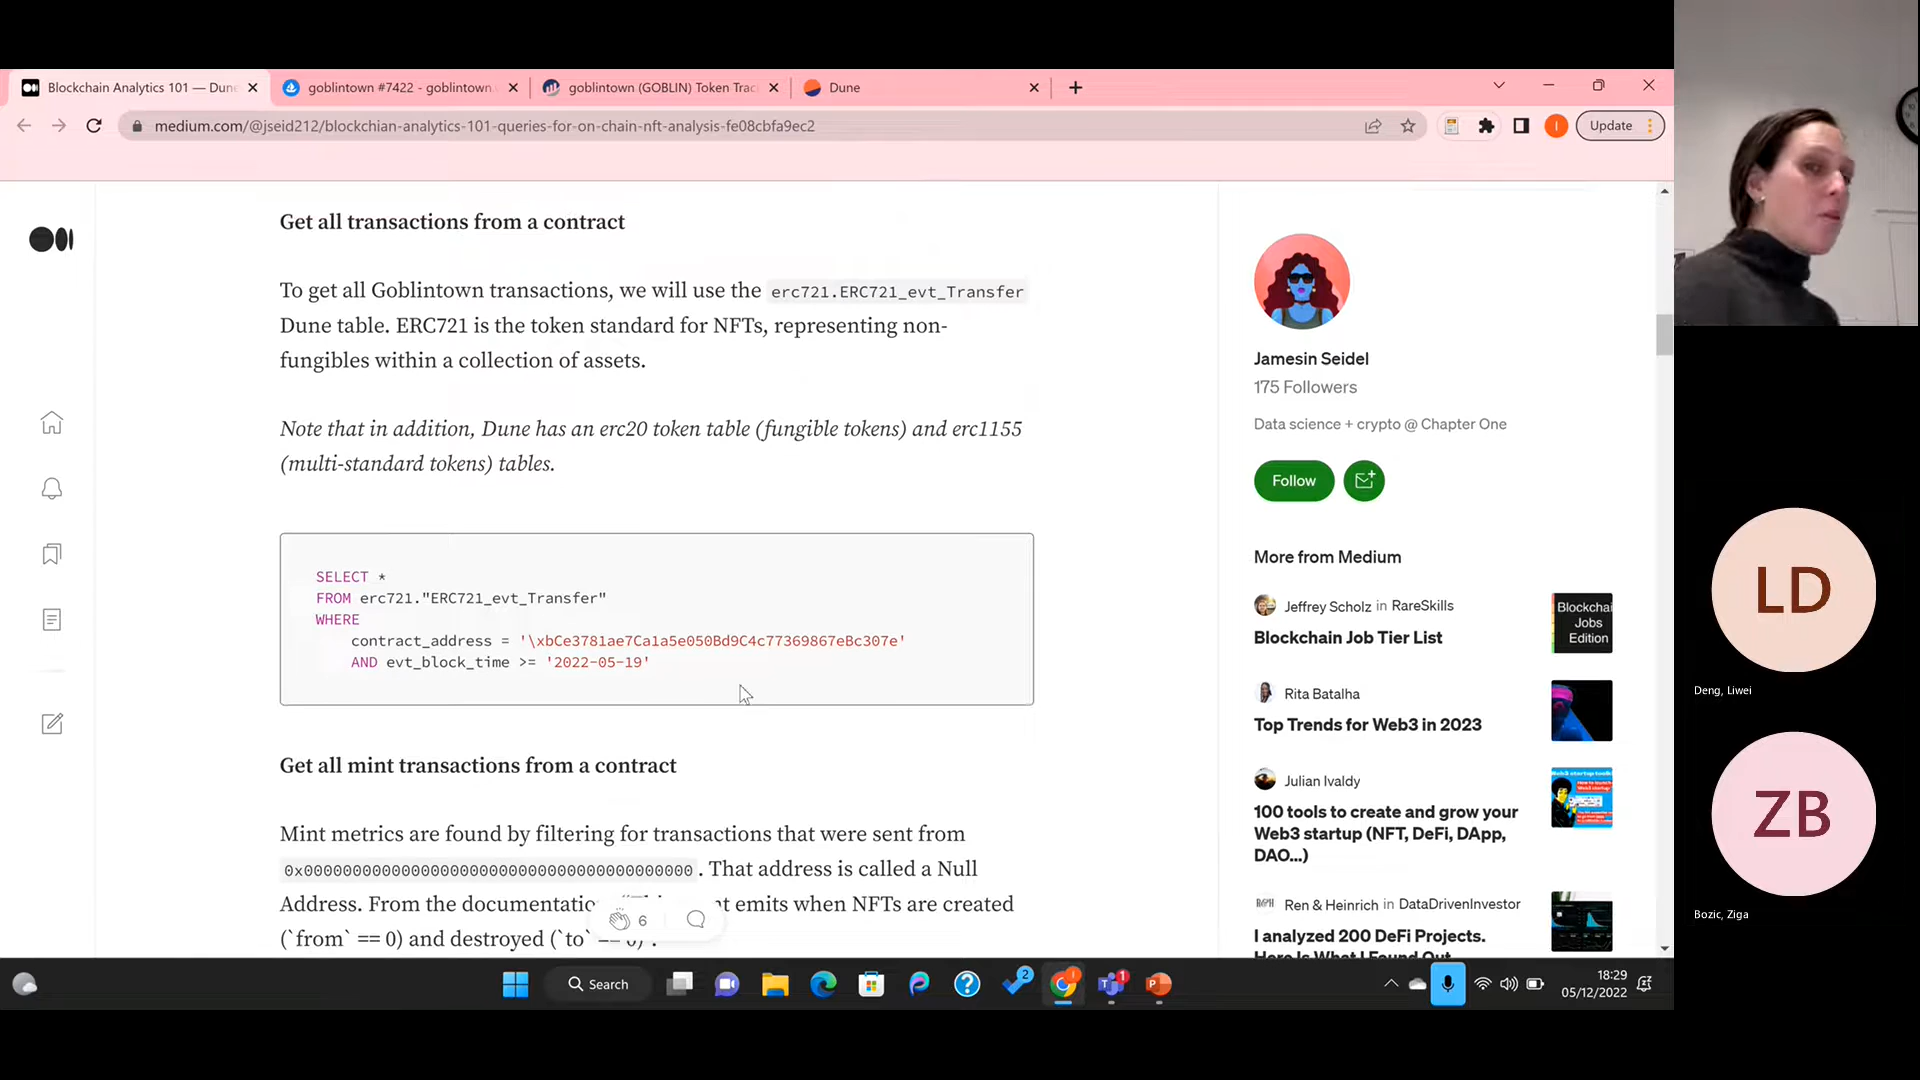 Blockchain Analytics 101 — Dun
goblintown #7422 - goblintown.
goblintown (GOBLIN) Token Trac
Dune
medium.com/@jseid212/blockchian-analytics-101-queries-for-on-chain-nft-analysis-fe08cbfa9ec2
I
Update
Get all transactions from a contract
To get all Goblintown transactions, we will use the erc721.ERC721_evt_Transfer
Dune table. ERC721 is the token standard for NFTs, representing non-
fungibles within a collection of assets.
Note that in addition, Dune has an erc20 token table (fungible tokens) and erc1155
(multi-standard tokens) tables.
SELECT *
FROM erc721."ERC721_evt_Transfer"
WHERE
contract_address = '\xbCe3781ae7Ca1a5e050Bd9C4c77369867eBc307e'
AND evt_block_time >= '2022-05-19'
Get all mint transactions from a contract
Mint metrics are found by filtering for transactions that were sent from
0x0000000000000000000000000000000000000000. That address is called a Null
Address. From the documentatio nt emits when NFTs are created
(`from` == 0) and destroyed (`to` == 0)".
6
Jamesin Seidel
175 Followers
Data science + crypto @ Chapter One
Follow
More from Medium
Jeffrey Scholz in RareSkills
Blockchain Job Tier List
Blockchai
Jobs
Edition
Rita Batalha
Top Trends for Web3 in 2023
Julian Ivaldy
100 tools to create and grow your
Web3 startup (NFT, DeFi, DApp,
DAO...)
Ren & Heinrich in DataDrivenInvestor
I analyzed 200 DeFi Projects.
Here Is What I Found Out
LD
Deng, Liwei
ZB
Bozic, Ziga
Search
2
1
18:29
05/12/2022